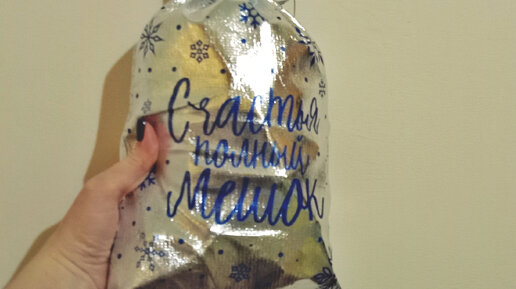 Счастья
полный
мешок